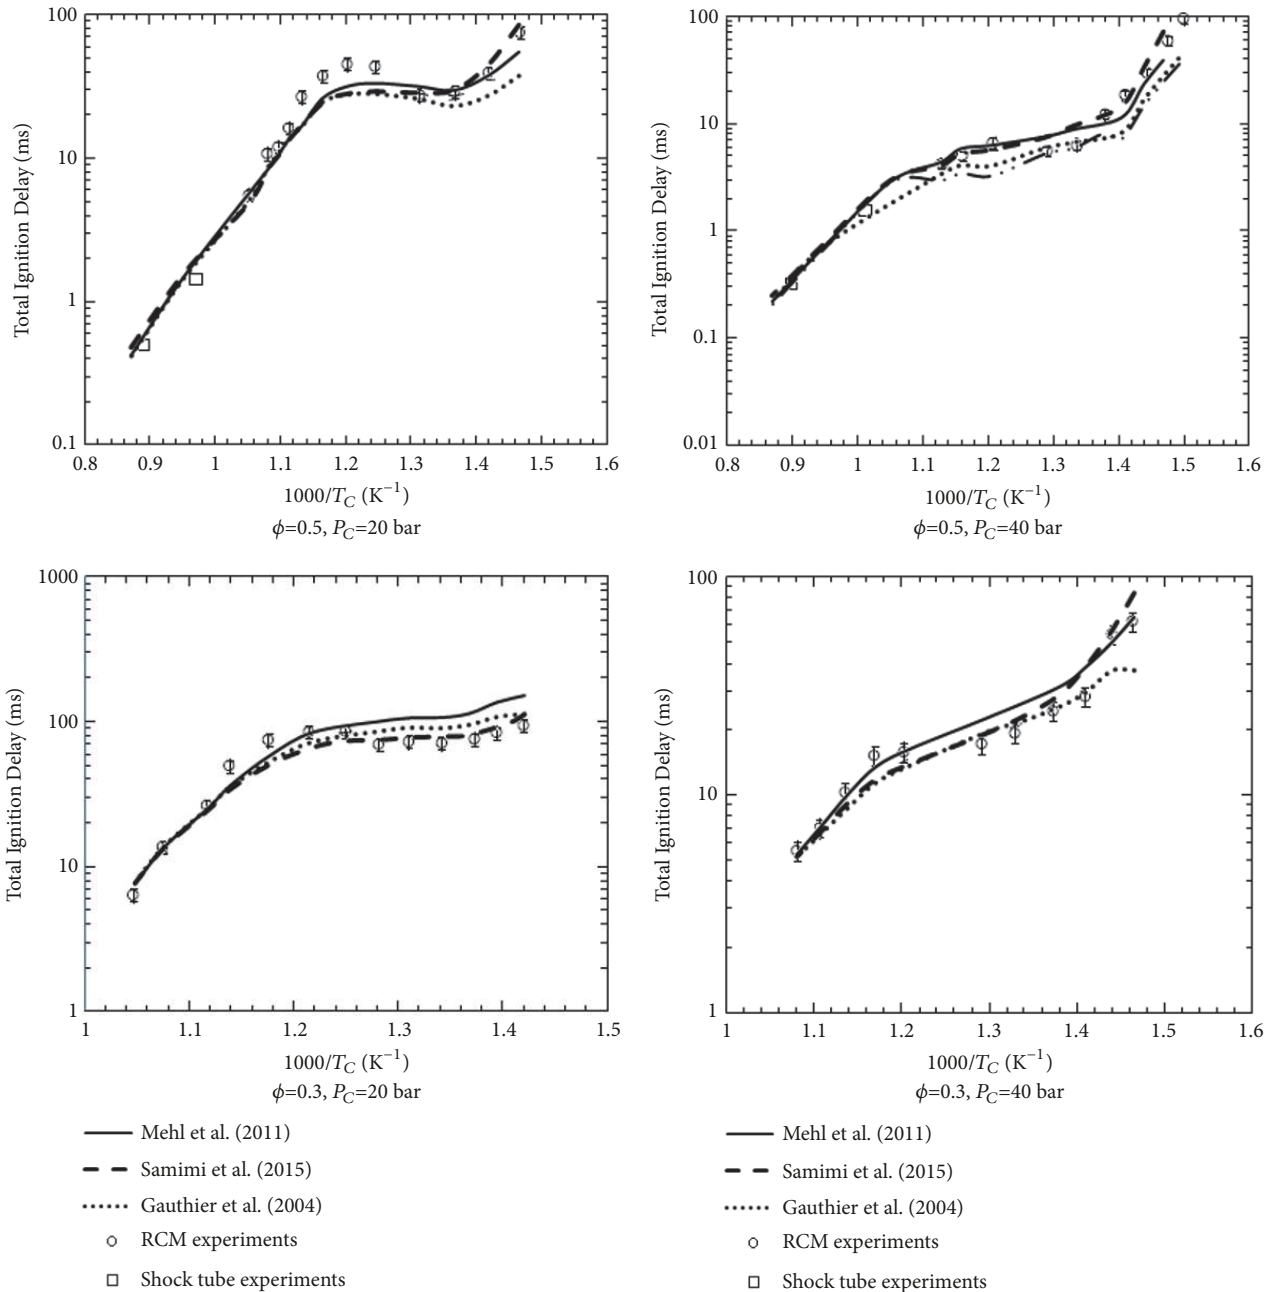 100
10
1
0.1
Total Ignition Delay (ms)
0.8 0.9 1 1.1 1.2 1.3 1.4 1.5 1.6
1000/T_C (K⁻¹)
ϕ=0.5, P_C=20 bar
100
10
1
0.1
0.01
Total Ignition Delay (ms)
0.8 0.9 1 1.1 1.2 1.3 1.4 1.5 1.6
1000/T_C (K⁻¹)
ϕ=0.5, P_C=40 bar
1000
100
10
1
Total Ignition Delay (ms)
1 1.1 1.2 1.3 1.4 1.5
1000/T_C (K⁻¹)
ϕ=0.3, P_C=20 bar
Mehl et al. (2011)
Samimi et al. (2015)
Gauthier et al. (2004)
RCM experiments
Shock tube experiments
100
10
1
Total Ignition Delay (ms)
1 1.1 1.2 1.3 1.4 1.5 1.6
1000/T_C (K⁻¹)
ϕ=0.3, P_C=40 bar
Mehl et al. (2011)
Samimi et al. (2015)
Gauthier et al. (2004)
RCM experiments
Shock tube experiments